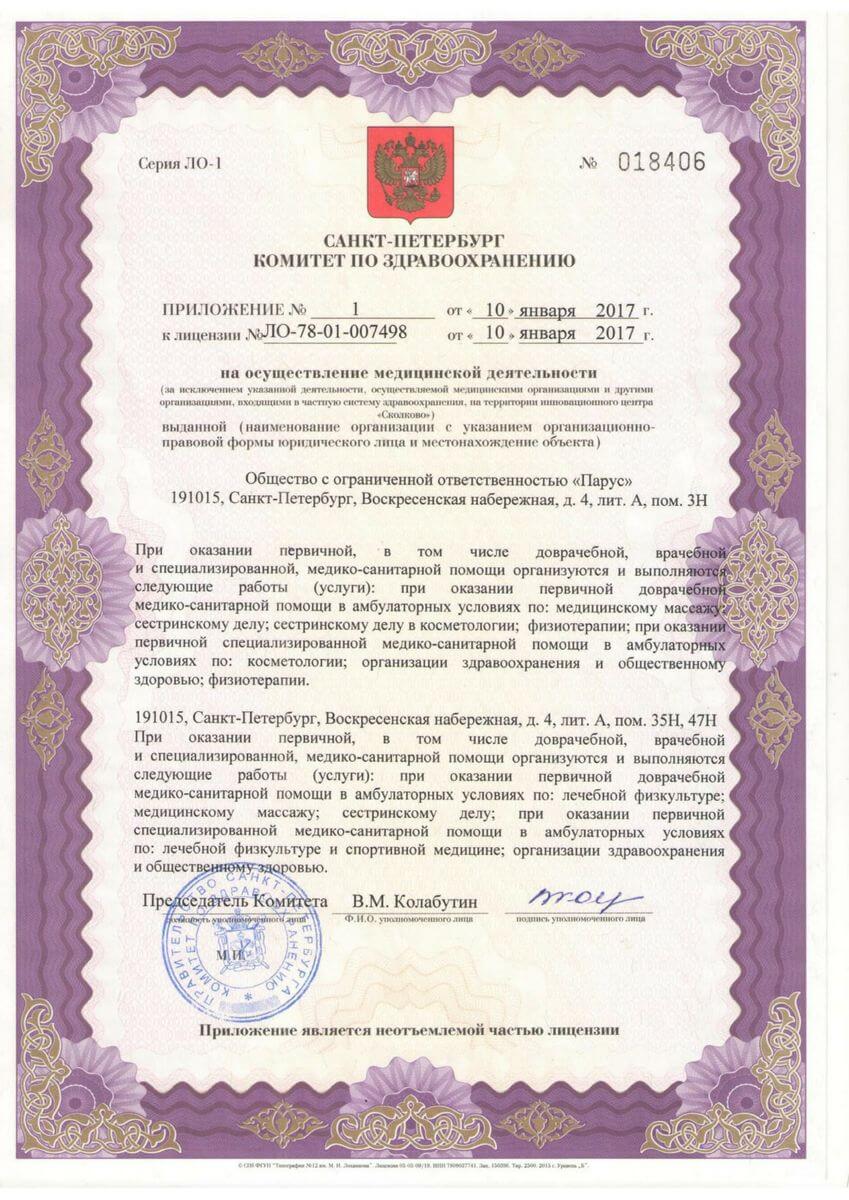 Серия ЛО-1
№ 018406
САНКТ-ПЕТЕРБУРГ
КОМИТЕТ ПО ЗДРАВООХРАНЕНИЮ
ПРИЛОЖЕНИЕ № 1 от « 10 » января 2017 г.
к лицензии № ЛО-78-01-007498 от « 10 » января 2017 г.
на осуществление медицинской деятельности
(за исключением указанной деятельности, осуществляемой медицинскими организациями и другими
организациями, входящими в частную систему здравоохранения, на территории инновационного центра
«Сколково»)
выданной (наименование организации с указанием организационно-
правовой формы юридического лица и местонахождение объекта)
Общество с ограниченной ответственностью «Парус»
191015, Санкт-Петербург, Воскресенская набережная, д. 4, лит. А, пом. 3Н
При оказании первичной, в том числе доврачебной, врачебной
и специализированной, медико-санитарной помощи организуются и выполняются
следующие работы (услуги): при оказании первичной доврачебной
медико-санитарной помощи в амбулаторных условиях по: медицинскому массажу;
сестринскому делу; сестринскому делу в косметологии; физиотерапии; при оказании
первичной специализированной медико-санитарной помощи в амбулаторных
условиях по: косметологии; организации здравоохранения и общественному
здоровью; физиотерапии.
191015, Санкт-Петербург, Воскресенская набережная, д. 4, лит. А, пом. 35Н, 47Н
При оказании первичной, в том числе доврачебной, врачебной
и специализированной, медико-санитарной помощи организуются и выполняются
следующие работы (услуги): при оказании первичной доврачебной
медико-санитарной помощи в амбулаторных условиях по: лечебной физкультуре;
медицинскому массажу; сестринскому делу; при оказании первичной
специализированной медико-санитарной помощи в амбулаторных условиях
по: лечебной физкультуре и спортивной медицине; организации здравоохранения
и общественному здоровью.
Председатель Комитета В.М. Колабутин
должность уполномоченного лица Ф.И.О. уполномоченного лица подпись уполномоченного лица
М.П.
ПРАВИТЕЛЬСТВО САНКТ-ПЕТЕРБУРГА
КОМИТЕТ ПО ЗДРАВООХРАНЕНИЮ
Приложение является неотъемлемой частью лицензии